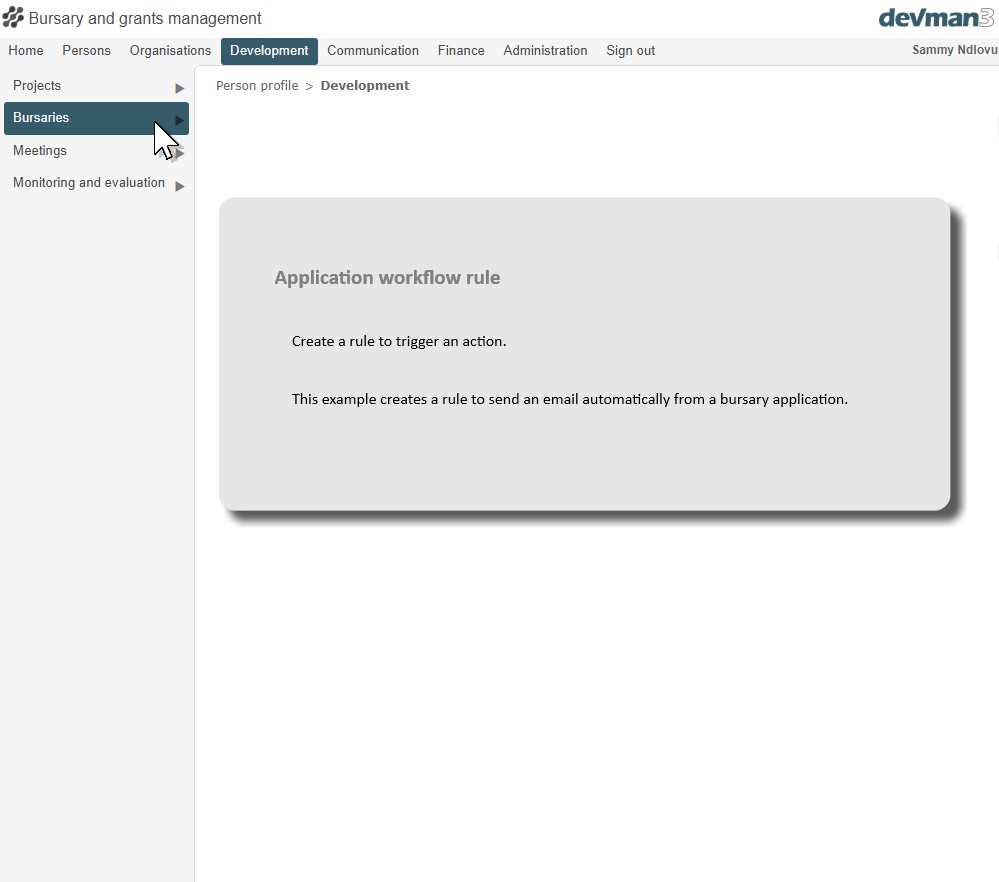 Bursary and grants management
devman3
Home Persons Organisations Development Communication Finance Administration Sign out
Sammy Ndlovu
Projects
Bursaries
Meetings
Monitoring and evaluation
Person profile > Development
Application workflow rule
Create a rule to trigger an action.
This example creates a rule to send an email automatically from a bursary application.